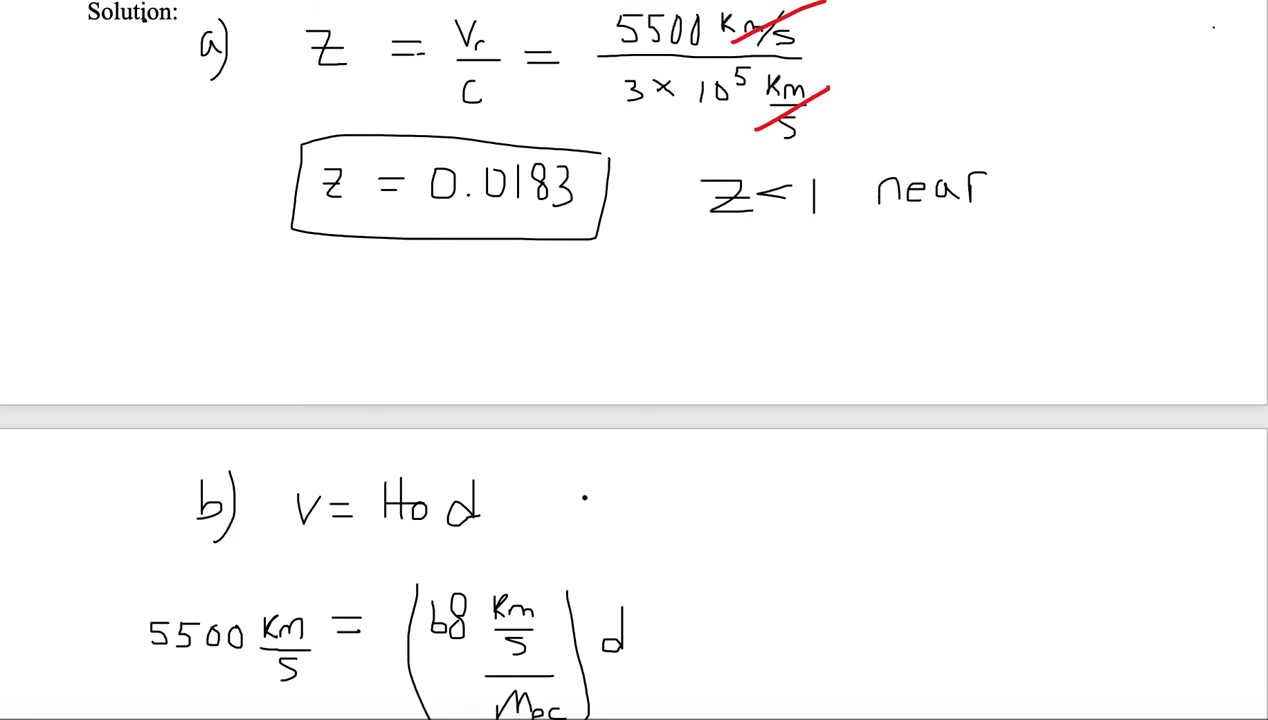 Solution:
a) Z = Vr/C = 5500 Km/s / 3 × 10^5 Km/s
z = 0.0183 Z < 1 near
b) V = Ho d
5500 Km/s = (68 Km/s / Mpc) d